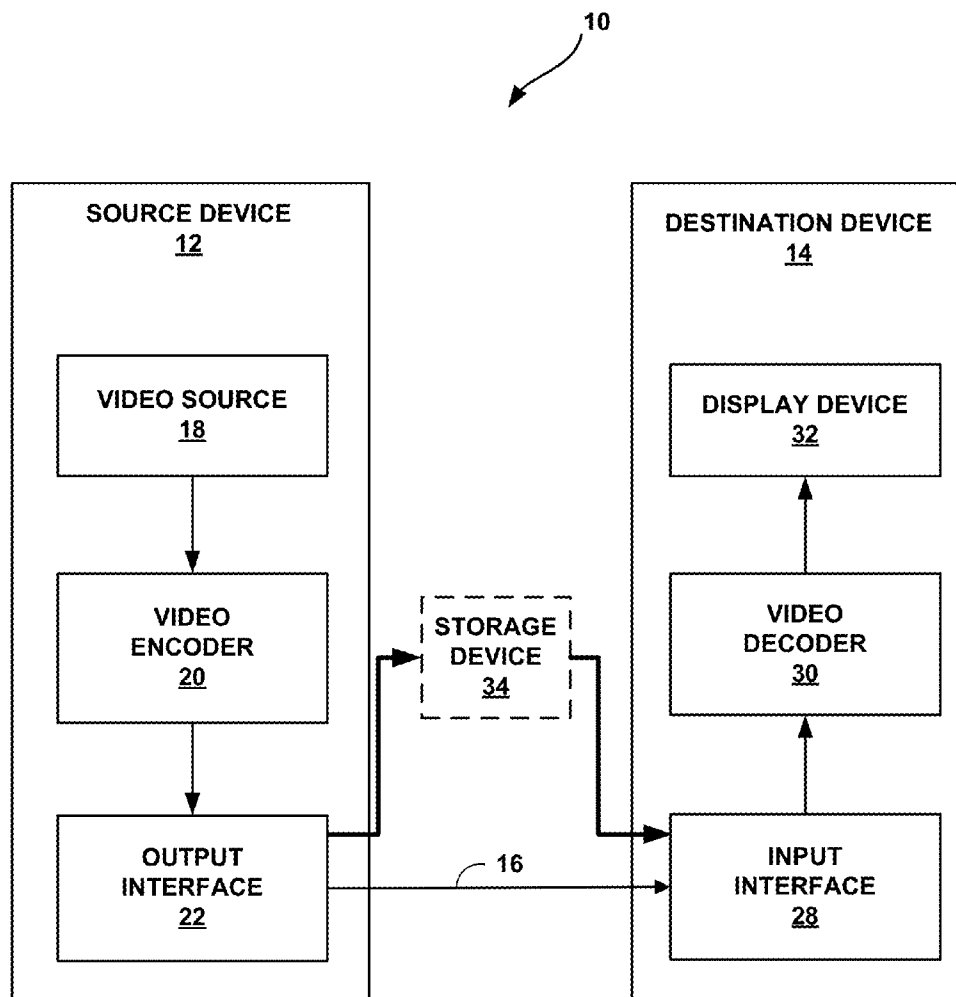 10
SOURCE DEVICE
12
VIDEO SOURCE
18
VIDEO
ENCODER
20
OUTPUT
INTERFACE
22
STORAGE
DEVICE
34
16
DESTINATION DEVICE
14
DISPLAY DEVICE
32
VIDEO
DECODER
30
INPUT
INTERFACE
28